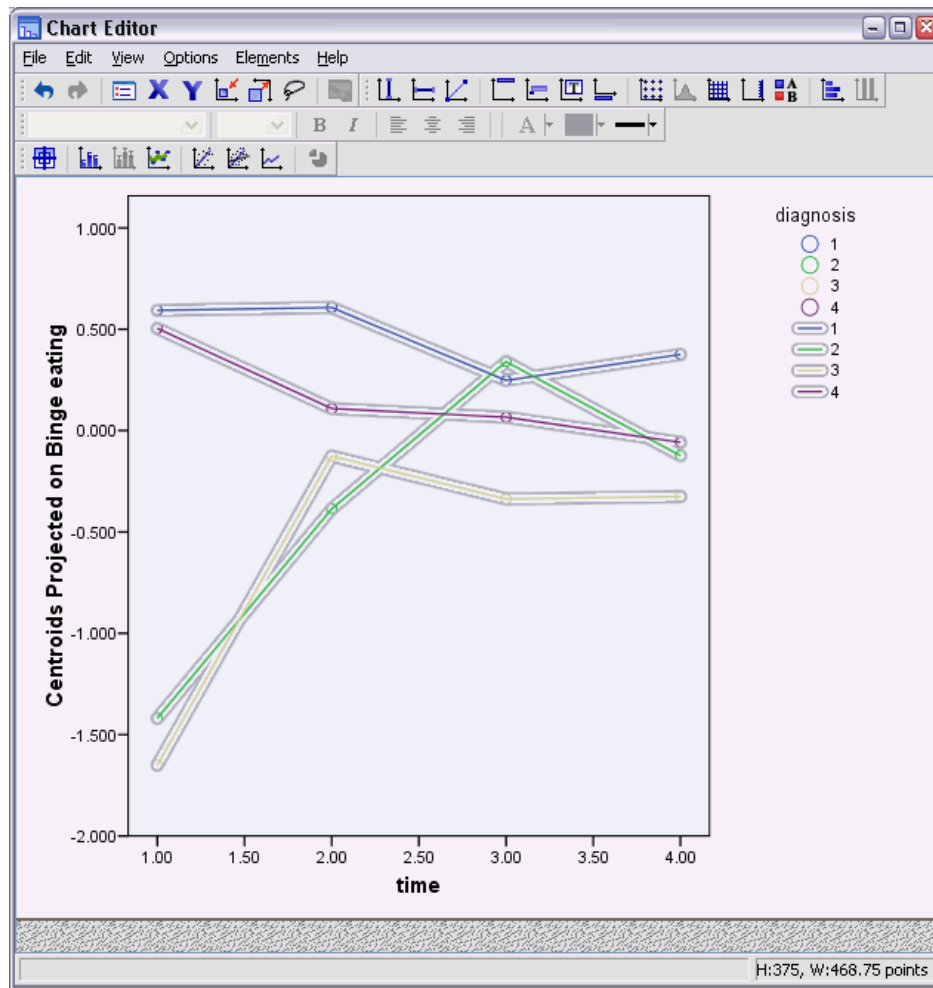 Chart Editor
File Edit View Options Elements Help
X Y T A B
B I A
diagnosis
1
2
3
4
1
2
3
4
Centroids Projected on Binge eating
1.000
0.500
0.000
-0.500
-1.000
-1.500
-2.000
1.00 1.50 2.00 2.50 3.00 3.50 4.00
time
H:375, W:468.75 points